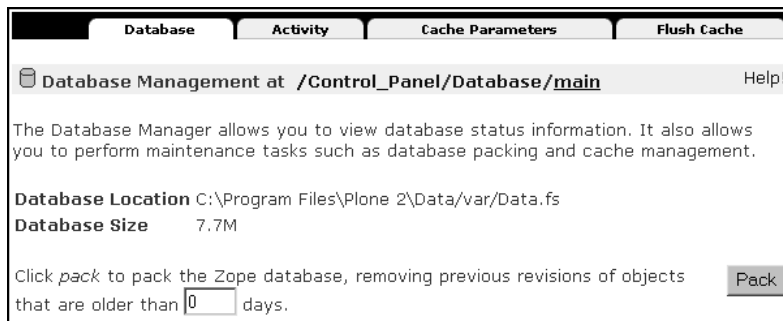 Database Activity Cache Parameters Flush Cache
Database Management at /Control_Panel/Database/main Help!
The Database Manager allows you to view database status information. It also allows
you to perform maintenance tasks such as database packing and cache management.
Database Location C:\Program Files\Plone 2\Data/var/Data.fs
Database Size 7.7M
Click pack to pack the Zope database, removing previous revisions of objects
that are older than 0 days.
Pack